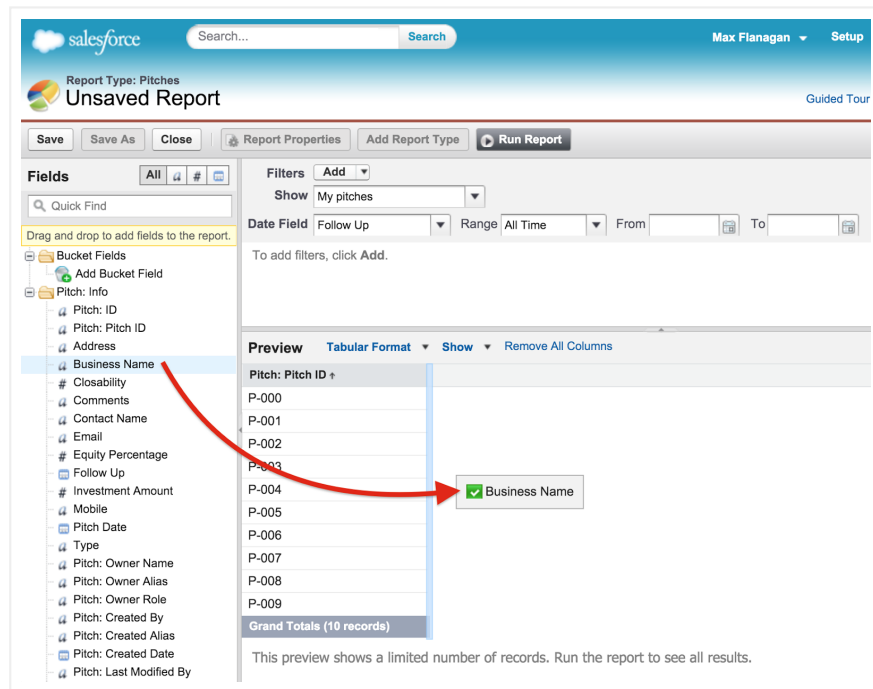 salesforce Search... Search Max Flanagan Setup
Report Type: Pitches
Unsaved Report
Guided Tour
Save Save As Close Report Properties Add Report Type Run Report
Fields All a #
Quick Find
Drag and drop to add fields to the report.
Bucket Fields
Add Bucket Field
Pitch: Info
a Pitch: ID
a Pitch: Pitch ID
a Address
a Business Name
# Closability
a Comments
a Contact Name
a Email
# Equity Percentage
Follow Up
# Investment Amount
a Mobile
Pitch Date
a Type
a Pitch: Owner Name
a Pitch: Owner Alias
a Pitch: Owner Role
a Pitch: Created By
a Pitch: Created Alias
Pitch: Created Date
a Pitch: Last Modified By
Filters Add
Show My pitches
Date Field Follow Up Range All Time From To
To add filters, click Add.
Preview Tabular Format Show Remove All Columns
Pitch: Pitch ID ↑
P-000
P-001
P-002
P-003
P-004
P-005
P-006
P-007
P-008
P-009
Business Name
Grand Totals (10 records)
This preview shows a limited number of records. Run the report to see all results.